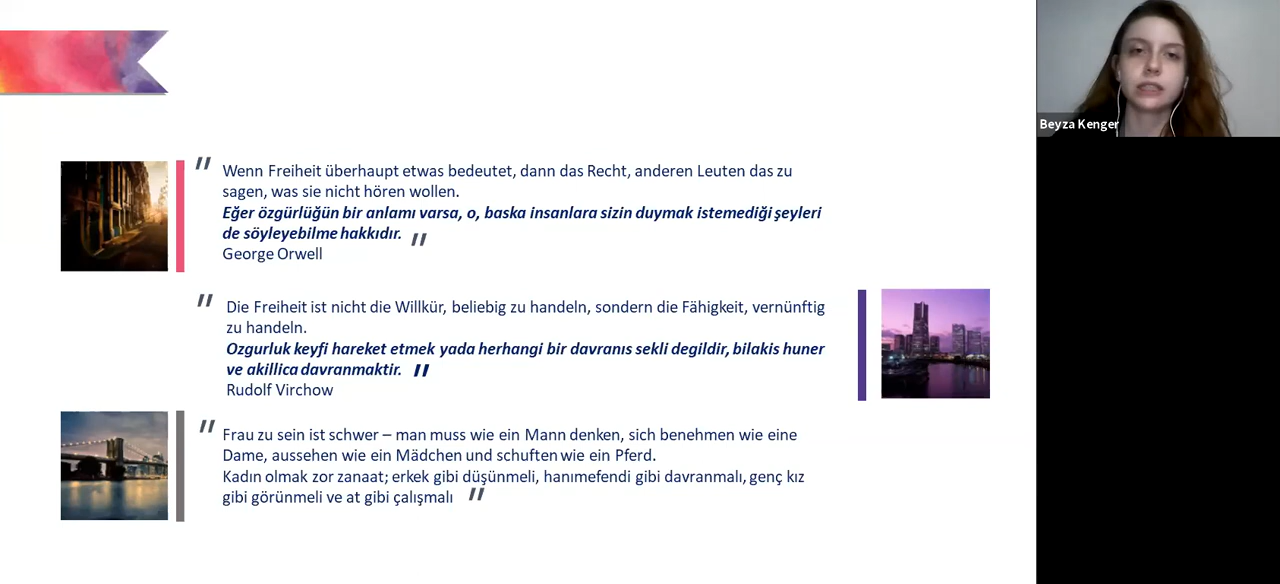 " Wenn Freiheit überhaupt etwas bedeutet, dann das Recht, anderen Leuten das zu
sagen, was sie nicht hören wollen.
Eğer özgürlüğün bir anlamı varsa, o, baska insanlara sizin duymak istemediği şeyleri
de söyleyebilme hakkıdır. "
George Orwell
" Die Freiheit ist nicht die Willkür, beliebig zu handeln, sondern die Fähigkeit, vernünftig
zu handeln.
Ozgurluk keyfi hareket etmek yada herhangi bir davranıs sekli degildir, bilakis huner
ve akillica davranmaktir. "
Rudolf Virchow
" Frau zu sein ist schwer – man muss wie ein Mann denken, sich benehmen wie eine
Dame, aussehen wie ein Mädchen und schuften wie ein Pferd.
Kadın olmak zor zanaat; erkek gibi düşünmeli, hanımefendi gibi davranmalı, genç kız
gibi görünmeli ve at gibi çalışmalı "
Beyza Kenger